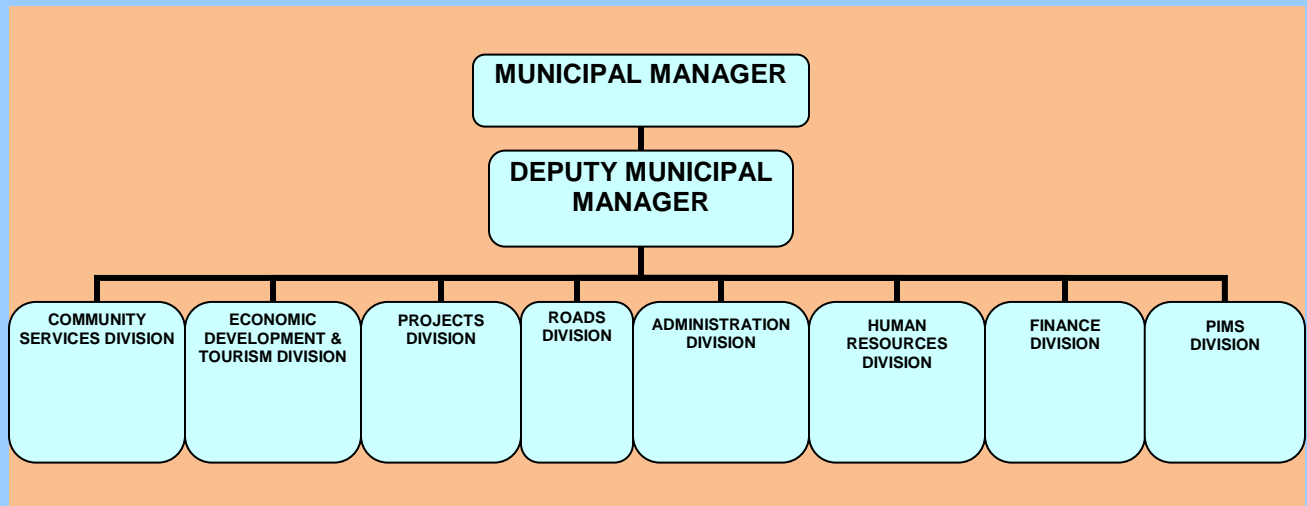 MUNICIPAL MANAGER
DEPUTY MUNICIPAL
MANAGER
COMMUNITY
SERVICES DIVISION
ECONOMIC
DEVELOPMENT &
TOURISM DIVISION
PROJECTS
DIVISION
ROADS
DIVISION
ADMINISTRATION
DIVISION
HUMAN
RESOURCES
DIVISION
FINANCE
DIVISION
PIMS
DIVISION